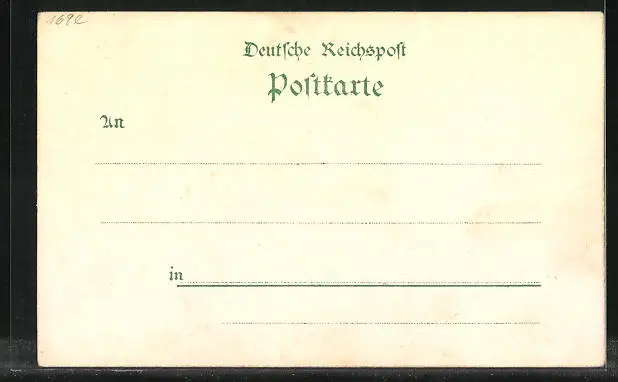 1692
Deutsche Reichspost
Postkarte
An
in